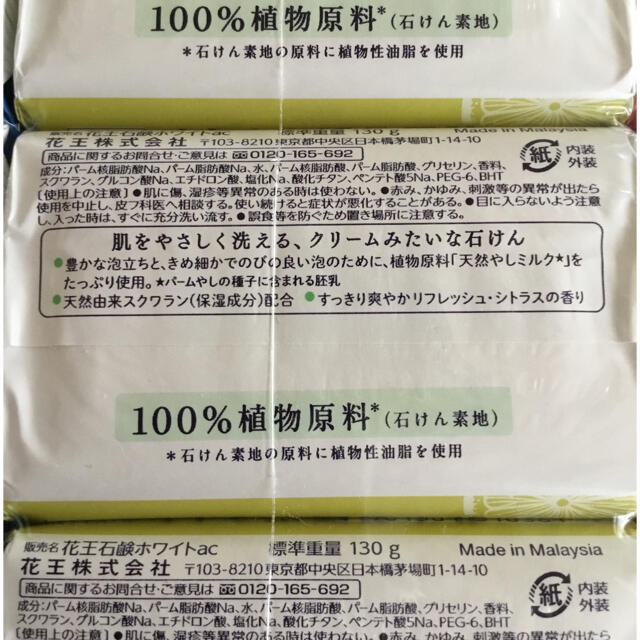 100%植物原料*(石けん素地)
*石けん素地の原料に植物性油脂を使用
販売名 花王石鹸ホワイトac 標準重量 130 g Made in Malaysia
花王株式会社 〒103-8210東京都中央区日本橋茅場町1-14-10
商品に関するお問合せ・ご意見は 0120-165-692
紙 内装 外装
成分:パーム核脂肪酸Na、パーム脂肪酸Na、水、パーム核脂肪酸、パーム脂肪酸、グリセリン、香料、
スクワラン、グルコン酸Na、エチドロン酸、塩化Na、酸化チタン、ペンテト酸5Na、PEG-6、BHT
〔使用上の注意〕●肌に傷、湿疹等異常のある時は使わない。●赤み、かゆみ、刺激等の異常が出たら
使用を中止し、皮フ科医へ相談する。使い続けると症状が悪化することがある。●目に入らないよう注意
し、入った時は、すぐに充分洗い流す。●誤食等を防ぐため置き場所に注意する。
肌をやさしく洗える、クリームみたいな石けん
●豊かな泡立ちと、きめ細かでのびの良い泡のために、植物原料「天然やしミルク★」を
たっぷり使用。★パームやしの種子に含まれる胚乳
●天然由来スクワラン(保湿成分)配合 ●すっきり爽やかリフレッシュ・シトラスの香り
100%植物原料*(石けん素地)
*石けん素地の原料に植物性油脂を使用
販売名 花王石鹸ホワイトac 標準重量 130 g Made in Malaysia
花王株式会社 〒103-8210東京都中央区日本橋茅場町1-14-10
商品に関するお問合せ・ご意見は 0120-165-692
紙 内装 外装
成分:パーム核脂肪酸Na、パーム脂肪酸Na、水、パーム核脂肪酸、パーム脂肪酸、グリセリン、香料、
スクワラン、グルコン酸Na、エチドロン酸、塩化Na、酸化チタン、ペンテト酸5Na、PEG-6、BHT
〔使用上の注意〕●肌に傷、湿疹等異常のある時は使わない。●赤み、かゆみ、刺激等の異常が出たら